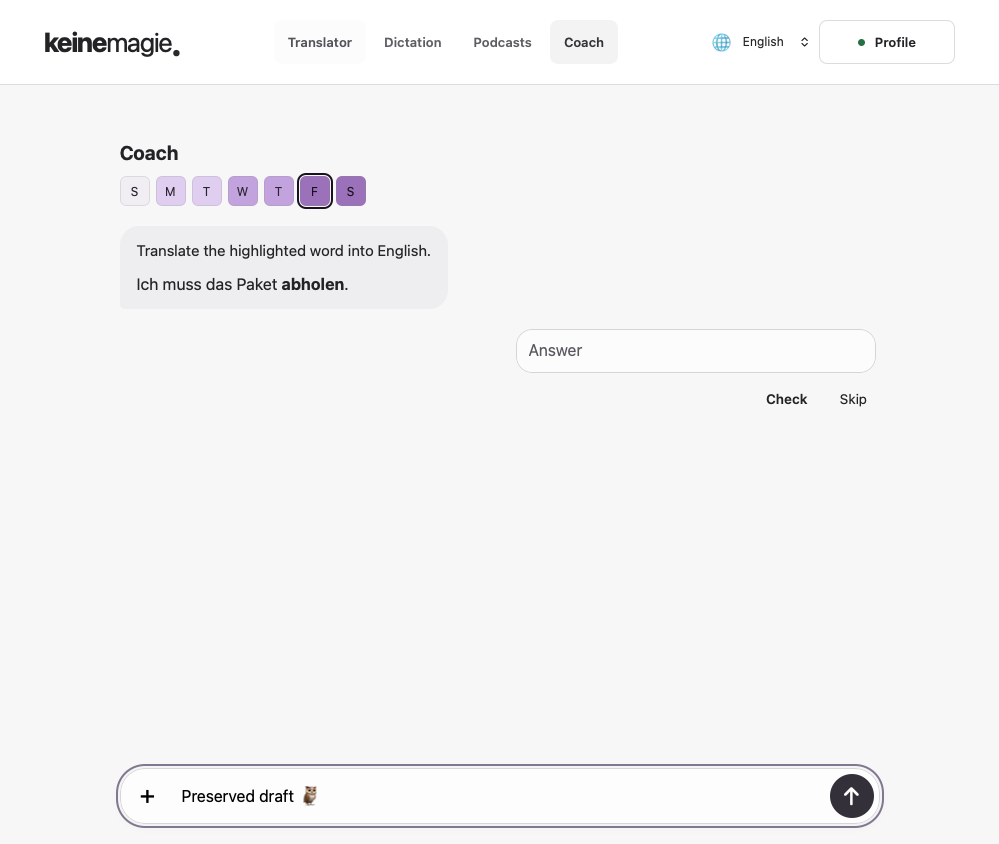 keinemagie.
Translator Dictation Podcasts Coach
English
Profile
Coach
S M T W T F S
Translate the highlighted word into English.
Ich muss das Paket abholen.
Answer
Check Skip
+ Preserved draft 🦉